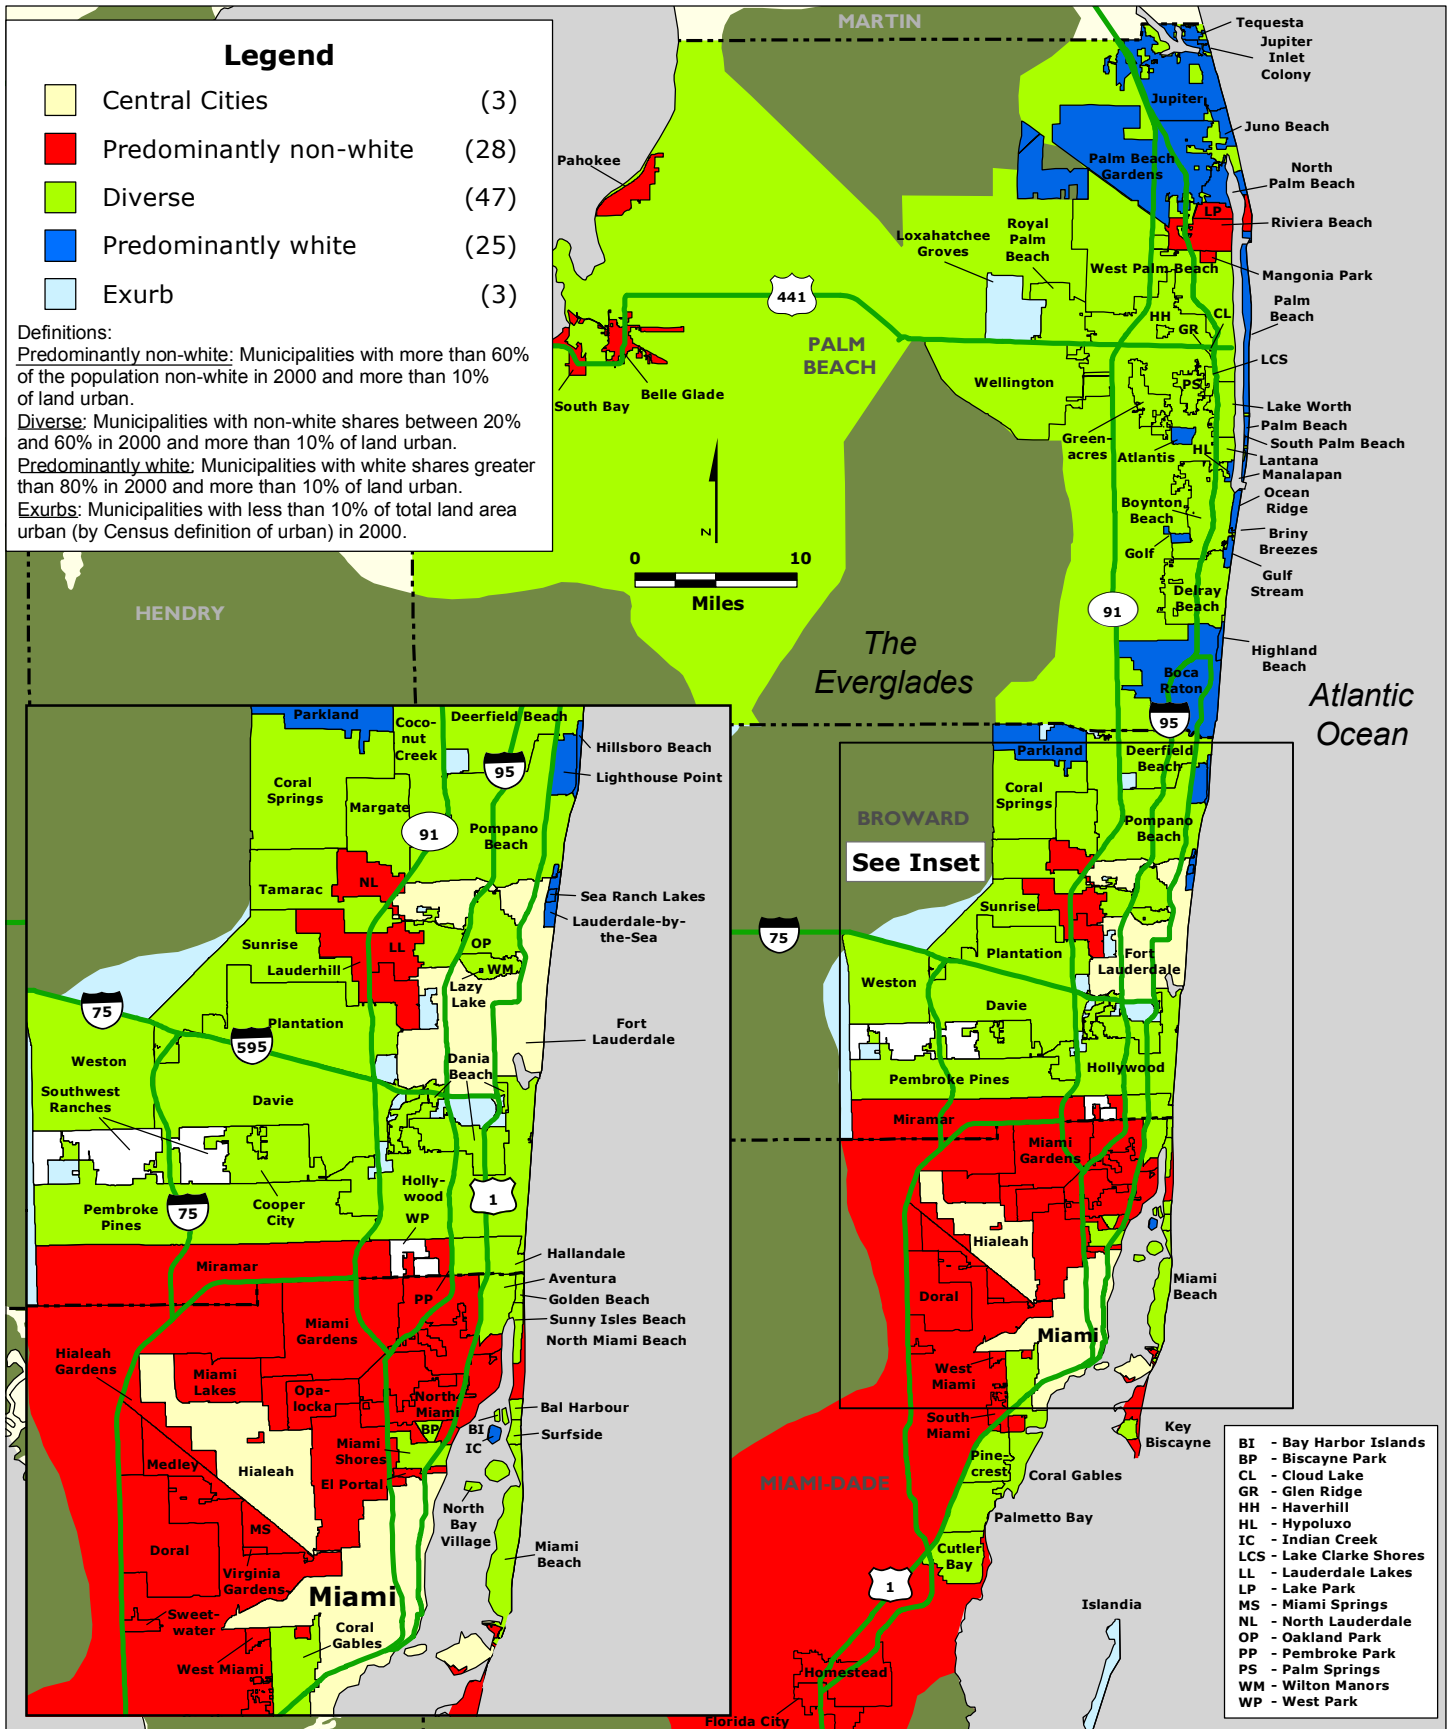 Legend
Central Cities (3)
Predominantly non-white (28)
Diverse (47)
Predominantly white (25)
Exurb (3)
Definitions:
Predominantly non-white: Municipalities with more than 60%
of the population non-white in 2000 and more than 10%
of land urban.
Diverse: Municipalities with non-white shares between 20%
and 60% in 2000 and more than 10% of land urban.
Predominantly white: Municipalities with white shares greater
than 80% in 2000 and more than 10% of land urban.
Exurbs: Municipalities with less than 10% of total land area
urban (by Census definition of urban) in 2000.
MARTIN
Tequesta
Jupiter
Inlet
Colony
Jupiter
Juno Beach
Palm Beach
Gardens
North
Palm Beach
Pahokee
LP
Riviera Beach
Loxahatchee
Groves
Royal
Palm
Beach
West Palm Beach
Mangonia Park
441
HH
GR
CL
Palm
Beach
PALM
BEACH
LCS
Wellington
PS
South Bay
Belle Glade
Lake Worth
Palm Beach
Green-
acres
Atlantis
HL
South Palm Beach
Lantana
Manalapan
Boynton
Beach
Ocean
Ridge
Golf
Briny
Breezes
Gulf
Stream
N
0 10
Miles
91
Delray
Beach
HENDRY
The
Everglades
Highland
Beach
Boca
Raton
95
Atlantic
Ocean
Parkland
Deerfield
Beach
Coral
Springs
BROWARD
Pompano
Beach
See Inset
Sunrise
75
Plantation
Fort
Lauderdale
Weston
Davie
Hollywood
Pembroke Pines
Miramar
Miami
Gardens
Hialeah
Doral
Miami
Beach
Miami
West
Miami
South
Miami
Key
Biscayne
Pine-
crest
Coral Gables
MIAMI-DADE
Palmetto Bay
Cutler
Bay
1
Islandia
Homestead
Florida City
Parkland
Coco-
nut
Creek
Deerfield Beach
Hillsboro Beach
95
Lighthouse Point
Coral
Springs
Margate
91
Pompano
Beach
Tamarac
NL
Sea Ranch Lakes
Lauderdale-by-
the-Sea
Sunrise
LL
OP
Lauderhill
WM
Lazy
Lake
75
Plantation
Fort
Lauderdale
595
Weston
Dania
Beach
Southwest
Ranches
Davie
Cooper
City
Holly-
wood
1
Pembroke
Pines
75
WP
Miramar
Hallandale
Aventura
PP
Golden Beach
Sunny Isles Beach
Miami
Gardens
North Miami Beach
Hialeah
Gardens
Miami
Lakes
Opa-
locka
North
Miami
Bal Harbour
BP
BI
IC
Surfside
Miami
Shores
Medley
Hialeah
El Portal
North
Bay
Village
MS
Doral
Miami
Beach
Virginia
Gardens
Miami
Sweet-
water
Coral
Gables
West Miami
BI - Bay Harbor Islands
BP - Biscayne Park
CL - Cloud Lake
GR - Glen Ridge
HH - Haverhill
HL - Hypoluxo
IC - Indian Creek
LCS - Lake Clarke Shores
LL - Lauderdale Lakes
LP - Lake Park
MS - Miami Springs
NL - North Lauderdale
OP - Oakland Park
PP - Pembroke Park
PS - Palm Springs
WM - Wilton Manors
WP - West Park